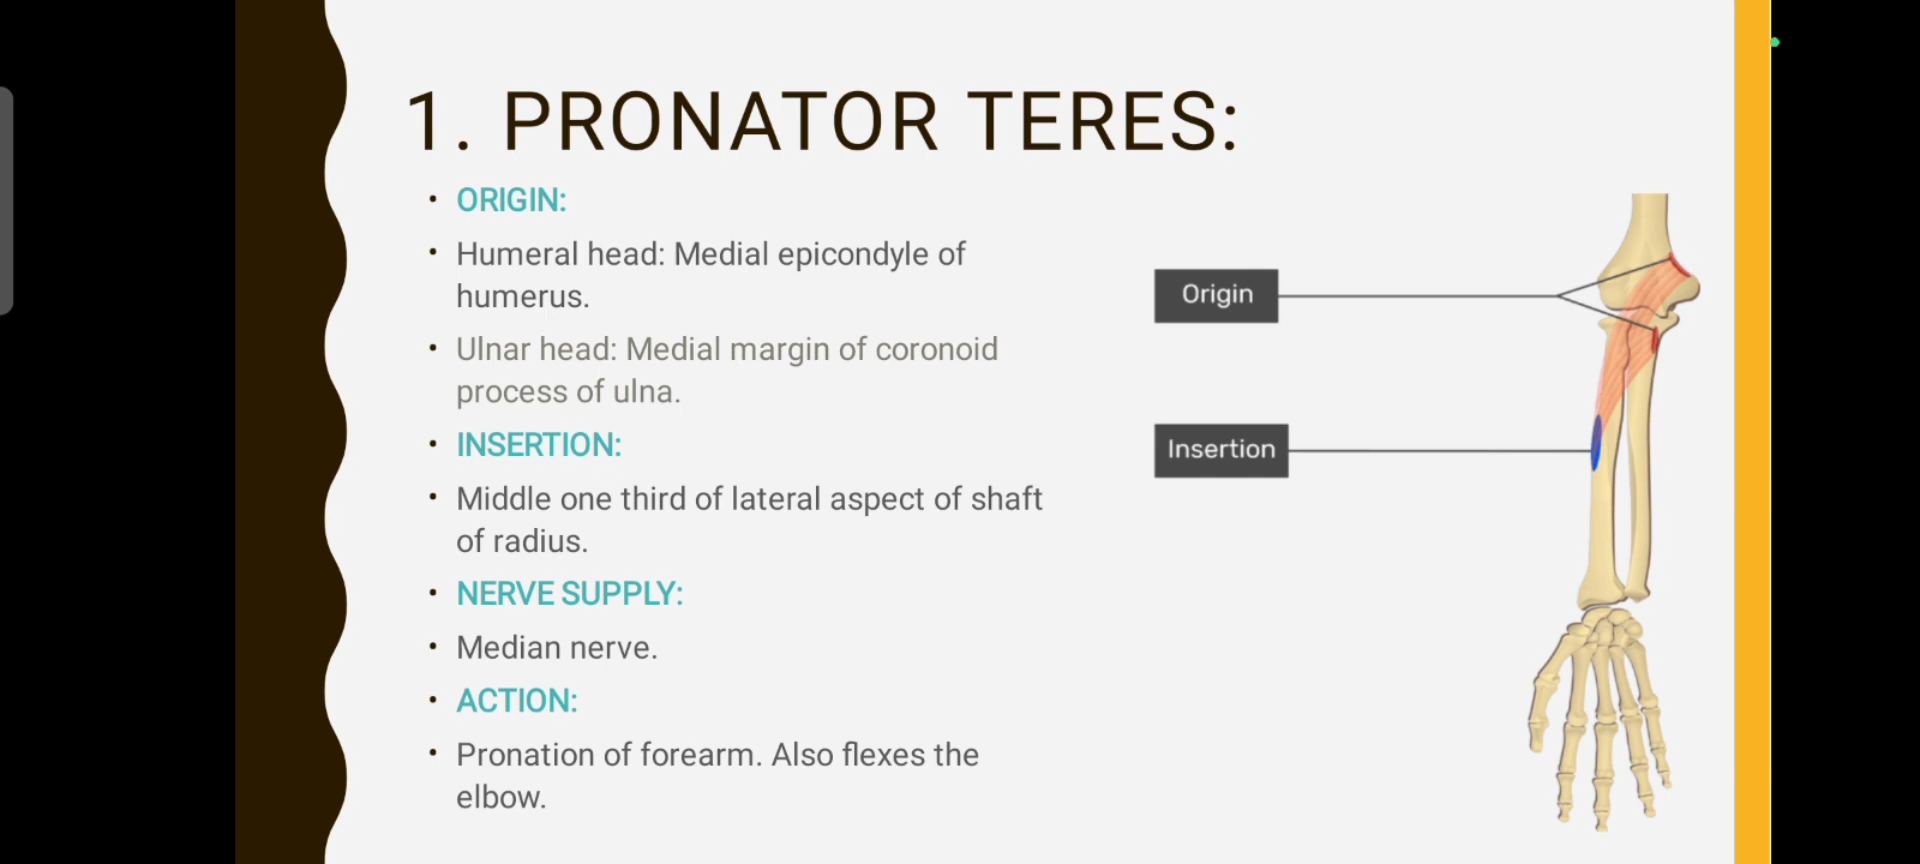 1. PRONATOR TERES:
• ORIGIN:
• Humeral head: Medial epicondyle of
humerus.
• Ulnar head: Medial margin of coronoid
process of ulna.
• INSERTION:
• Middle one third of lateral aspect of shaft
of radius.
• NERVE SUPPLY:
• Median nerve.
• ACTION:
• Pronation of forearm. Also flexes the
elbow.
Origin
Insertion